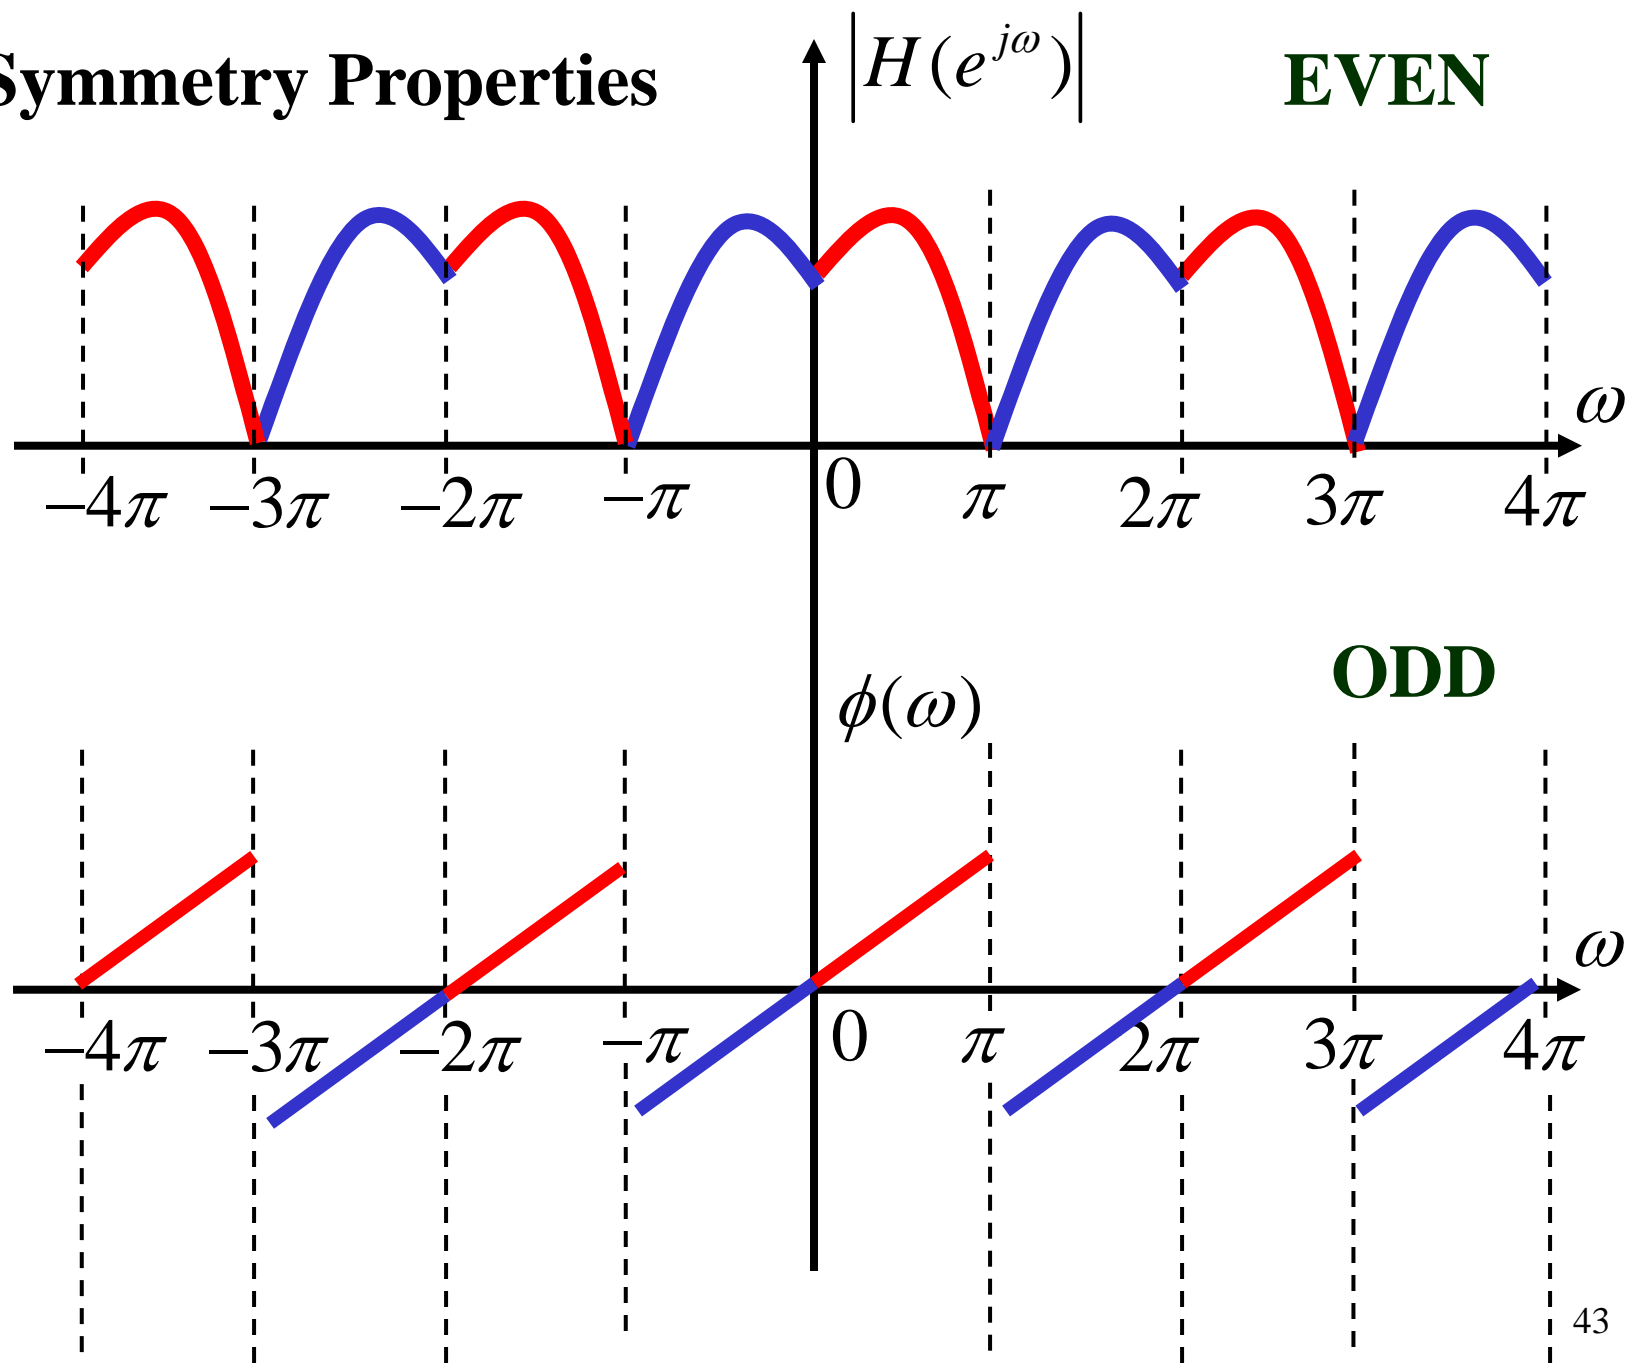 Symmetry Properties
|H(e^{jω})|
EVEN
ω
−4π −3π −2π −π 0 π 2π 3π 4π
ODD
ϕ(ω)
ω
−4π −3π −2π −π 0 π 2π 3π 4π
43